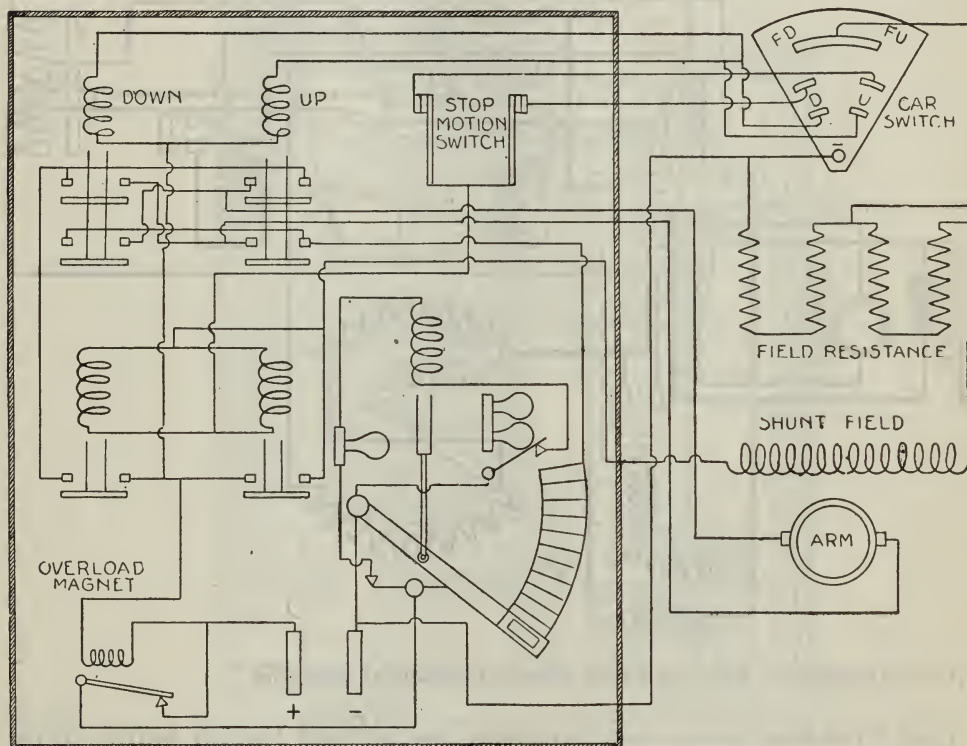 DOWN
UP
STOP
MOTION
SWITCH
FD
FU
D
U
CAR
SWITCH
−
FIELD RESISTANCE
SHUNT FIELD
ARM
OVERLOAD
MAGNET
+
−